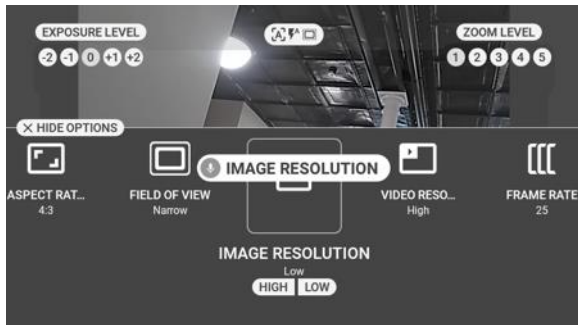 EXPOSURE LEVEL
-2 -1 0 +1 +2
A
A
ZOOM LEVEL
1 2 3 4 5
HIDE OPTIONS
IMAGE RESOLUTION
ASPECT RAT...
4:3
FIELD OF VIEW
Narrow
VIDEO RESO...
High
FRAME RATE
25
IMAGE RESOLUTION
Low
HIGH LOW